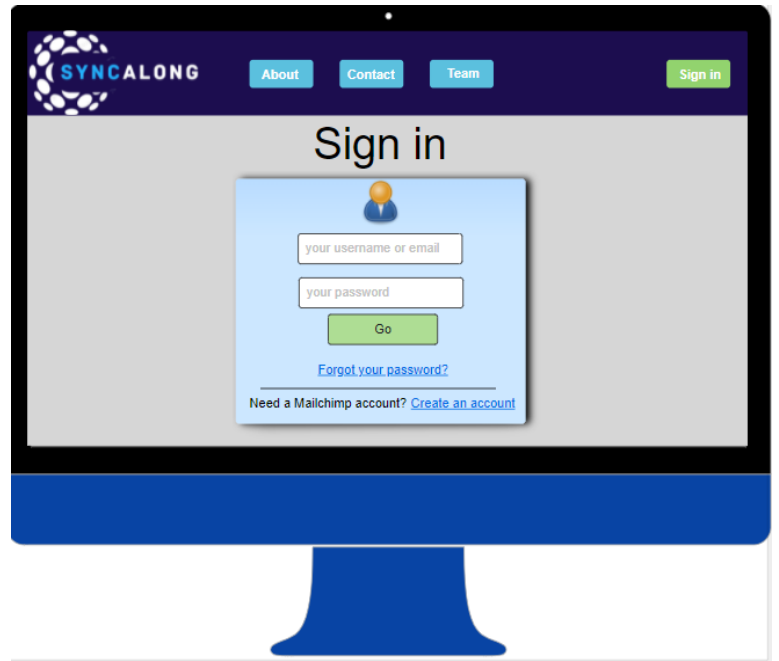 SYNCALONG
About
Contact
Team
Sign in
Sign in
your username or email
your password
Go
Forgot your password?
Need a Mailchimp account? Create an account